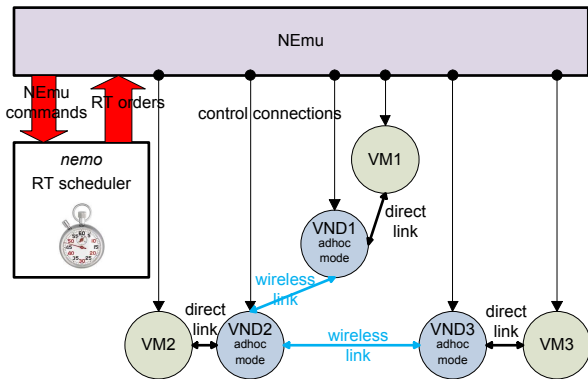 NEmu
NEmu
commands
RT orders
control connections
nemo
RT scheduler
VM1
direct
link
VND1
adhoc
mode
wireless
link
direct
link
VM2
VND2
adhoc
mode
wireless
link
VND3
adhoc
mode
direct
link
VM3